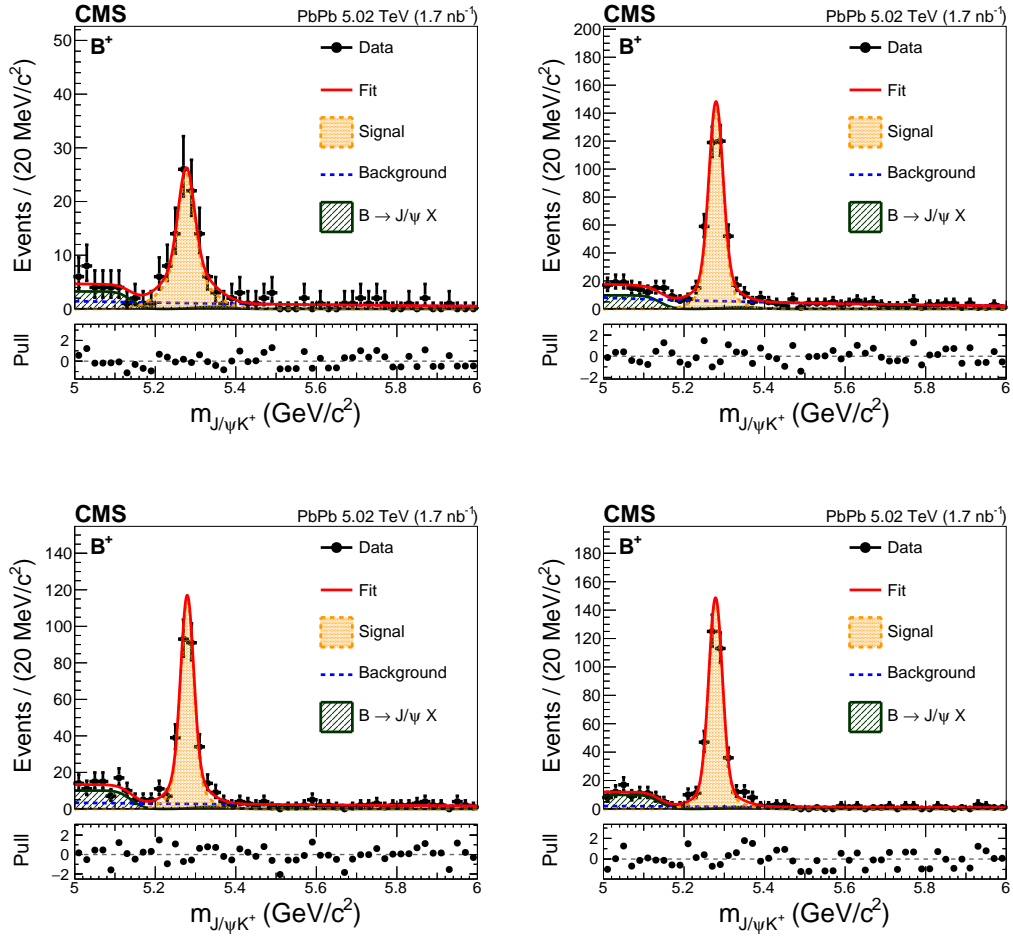 CMS PbPb 5.02 TeV (1.7 nb⁻¹)
B⁺
Data
Fit
Signal
Background
B → J/ψ X
Events / (20 MeV/c²)
50
40
30
20
10
0
Pull
2
0
5 5.2 5.4 5.6 5.8 6
m_{J/ψK⁺} (GeV/c²)
CMS PbPb 5.02 TeV (1.7 nb⁻¹)
B⁺
Data
Fit
Signal
Background
B → J/ψ X
Events / (20 MeV/c²)
200
180
160
140
120
100
80
60
40
20
0
Pull
2
0
−2
5 5.2 5.4 5.6 5.8 6
m_{J/ψK⁺} (GeV/c²)
CMS PbPb 5.02 TeV (1.7 nb⁻¹)
B⁺
Data
Fit
Signal
Background
B → J/ψ X
Events / (20 MeV/c²)
140
120
100
80
60
40
20
0
Pull
2
0
−2
5 5.2 5.4 5.6 5.8 6
m_{J/ψK⁺} (GeV/c²)
CMS PbPb 5.02 TeV (1.7 nb⁻¹)
B⁺
Data
Fit
Signal
Background
B → J/ψ X
Events / (20 MeV/c²)
180
160
140
120
100
80
60
40
20
0
Pull
2
0
5 5.2 5.4 5.6 5.8 6
m_{J/ψK⁺} (GeV/c²)